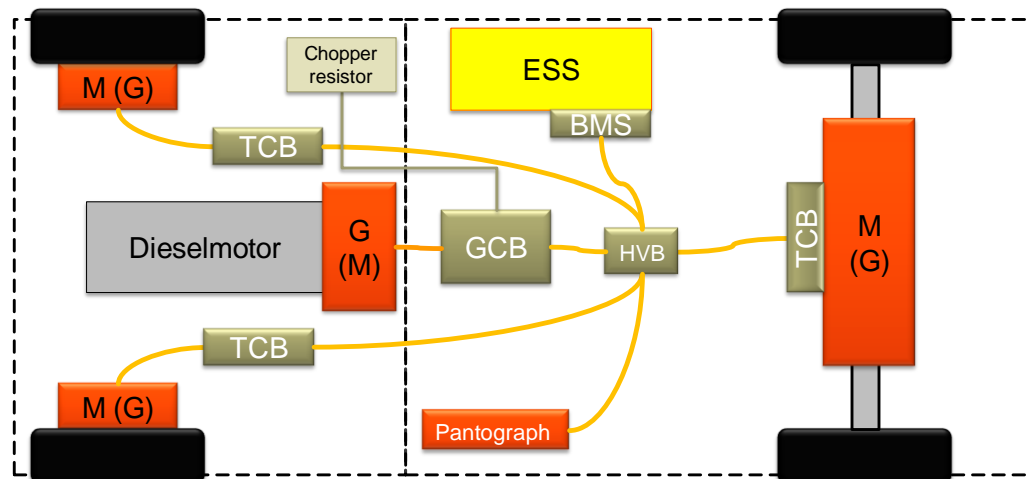 M (G)
Chopper
resistor
ESS
BMS
TCB
G
(M)
Dieselmotor
GCB
HVB
TCB
M
(G)
TCB
M (G)
Pantograph